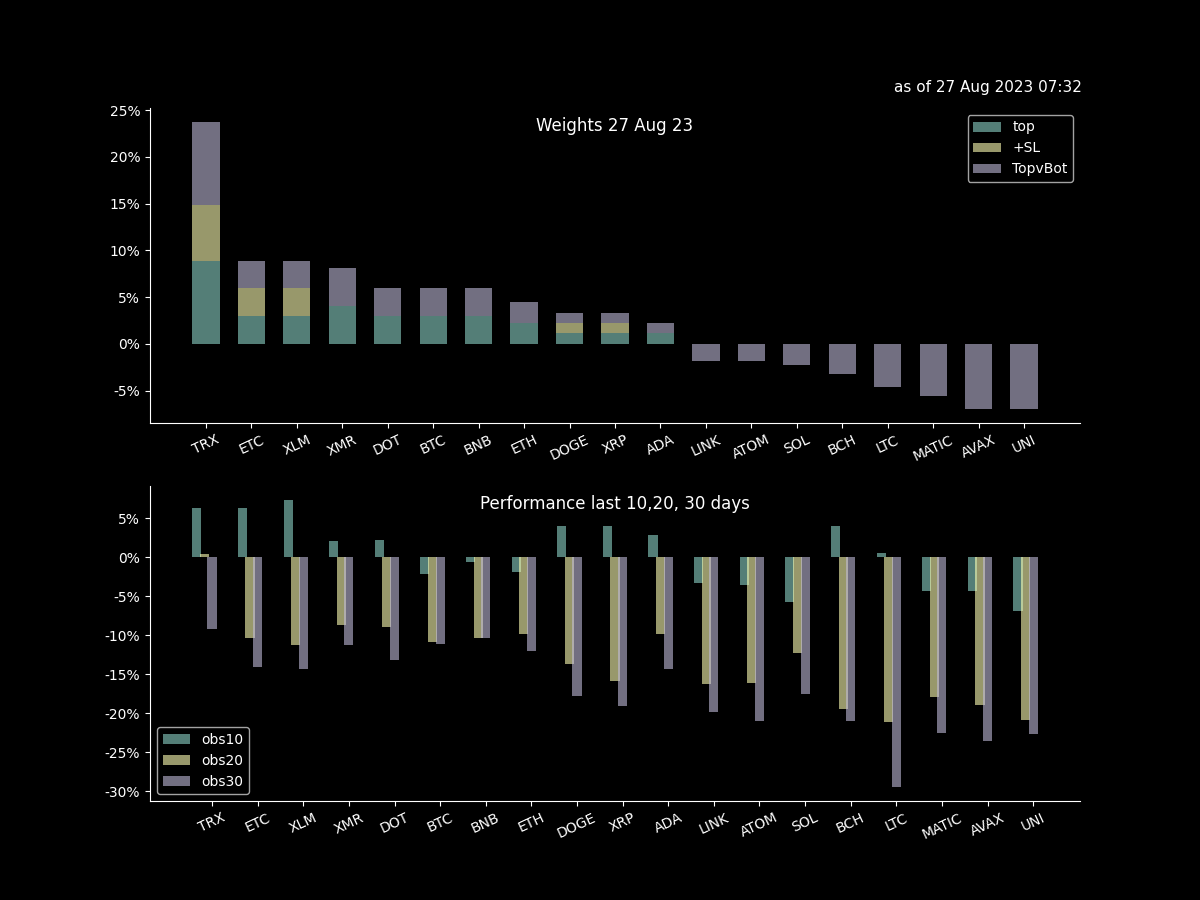 as of 27 Aug 2023 07:32
Weights 27 Aug 23
top
+SL
TopvBot
25%
20%
15%
10%
5%
0%
-5%
TRX ETC XLM XMR DOT BTC BNB ETH DOGE XRP ADA LINK ATOM SOL BCH LTC MATIC AVAX UNI
Performance last 10,20, 30 days
5%
0%
-5%
-10%
-15%
-20%
-25%
-30%
obs10
obs20
obs30
TRX ETC XLM XMR DOT BTC BNB ETH DOGE XRP ADA LINK ATOM SOL BCH LTC MATIC AVAX UNI